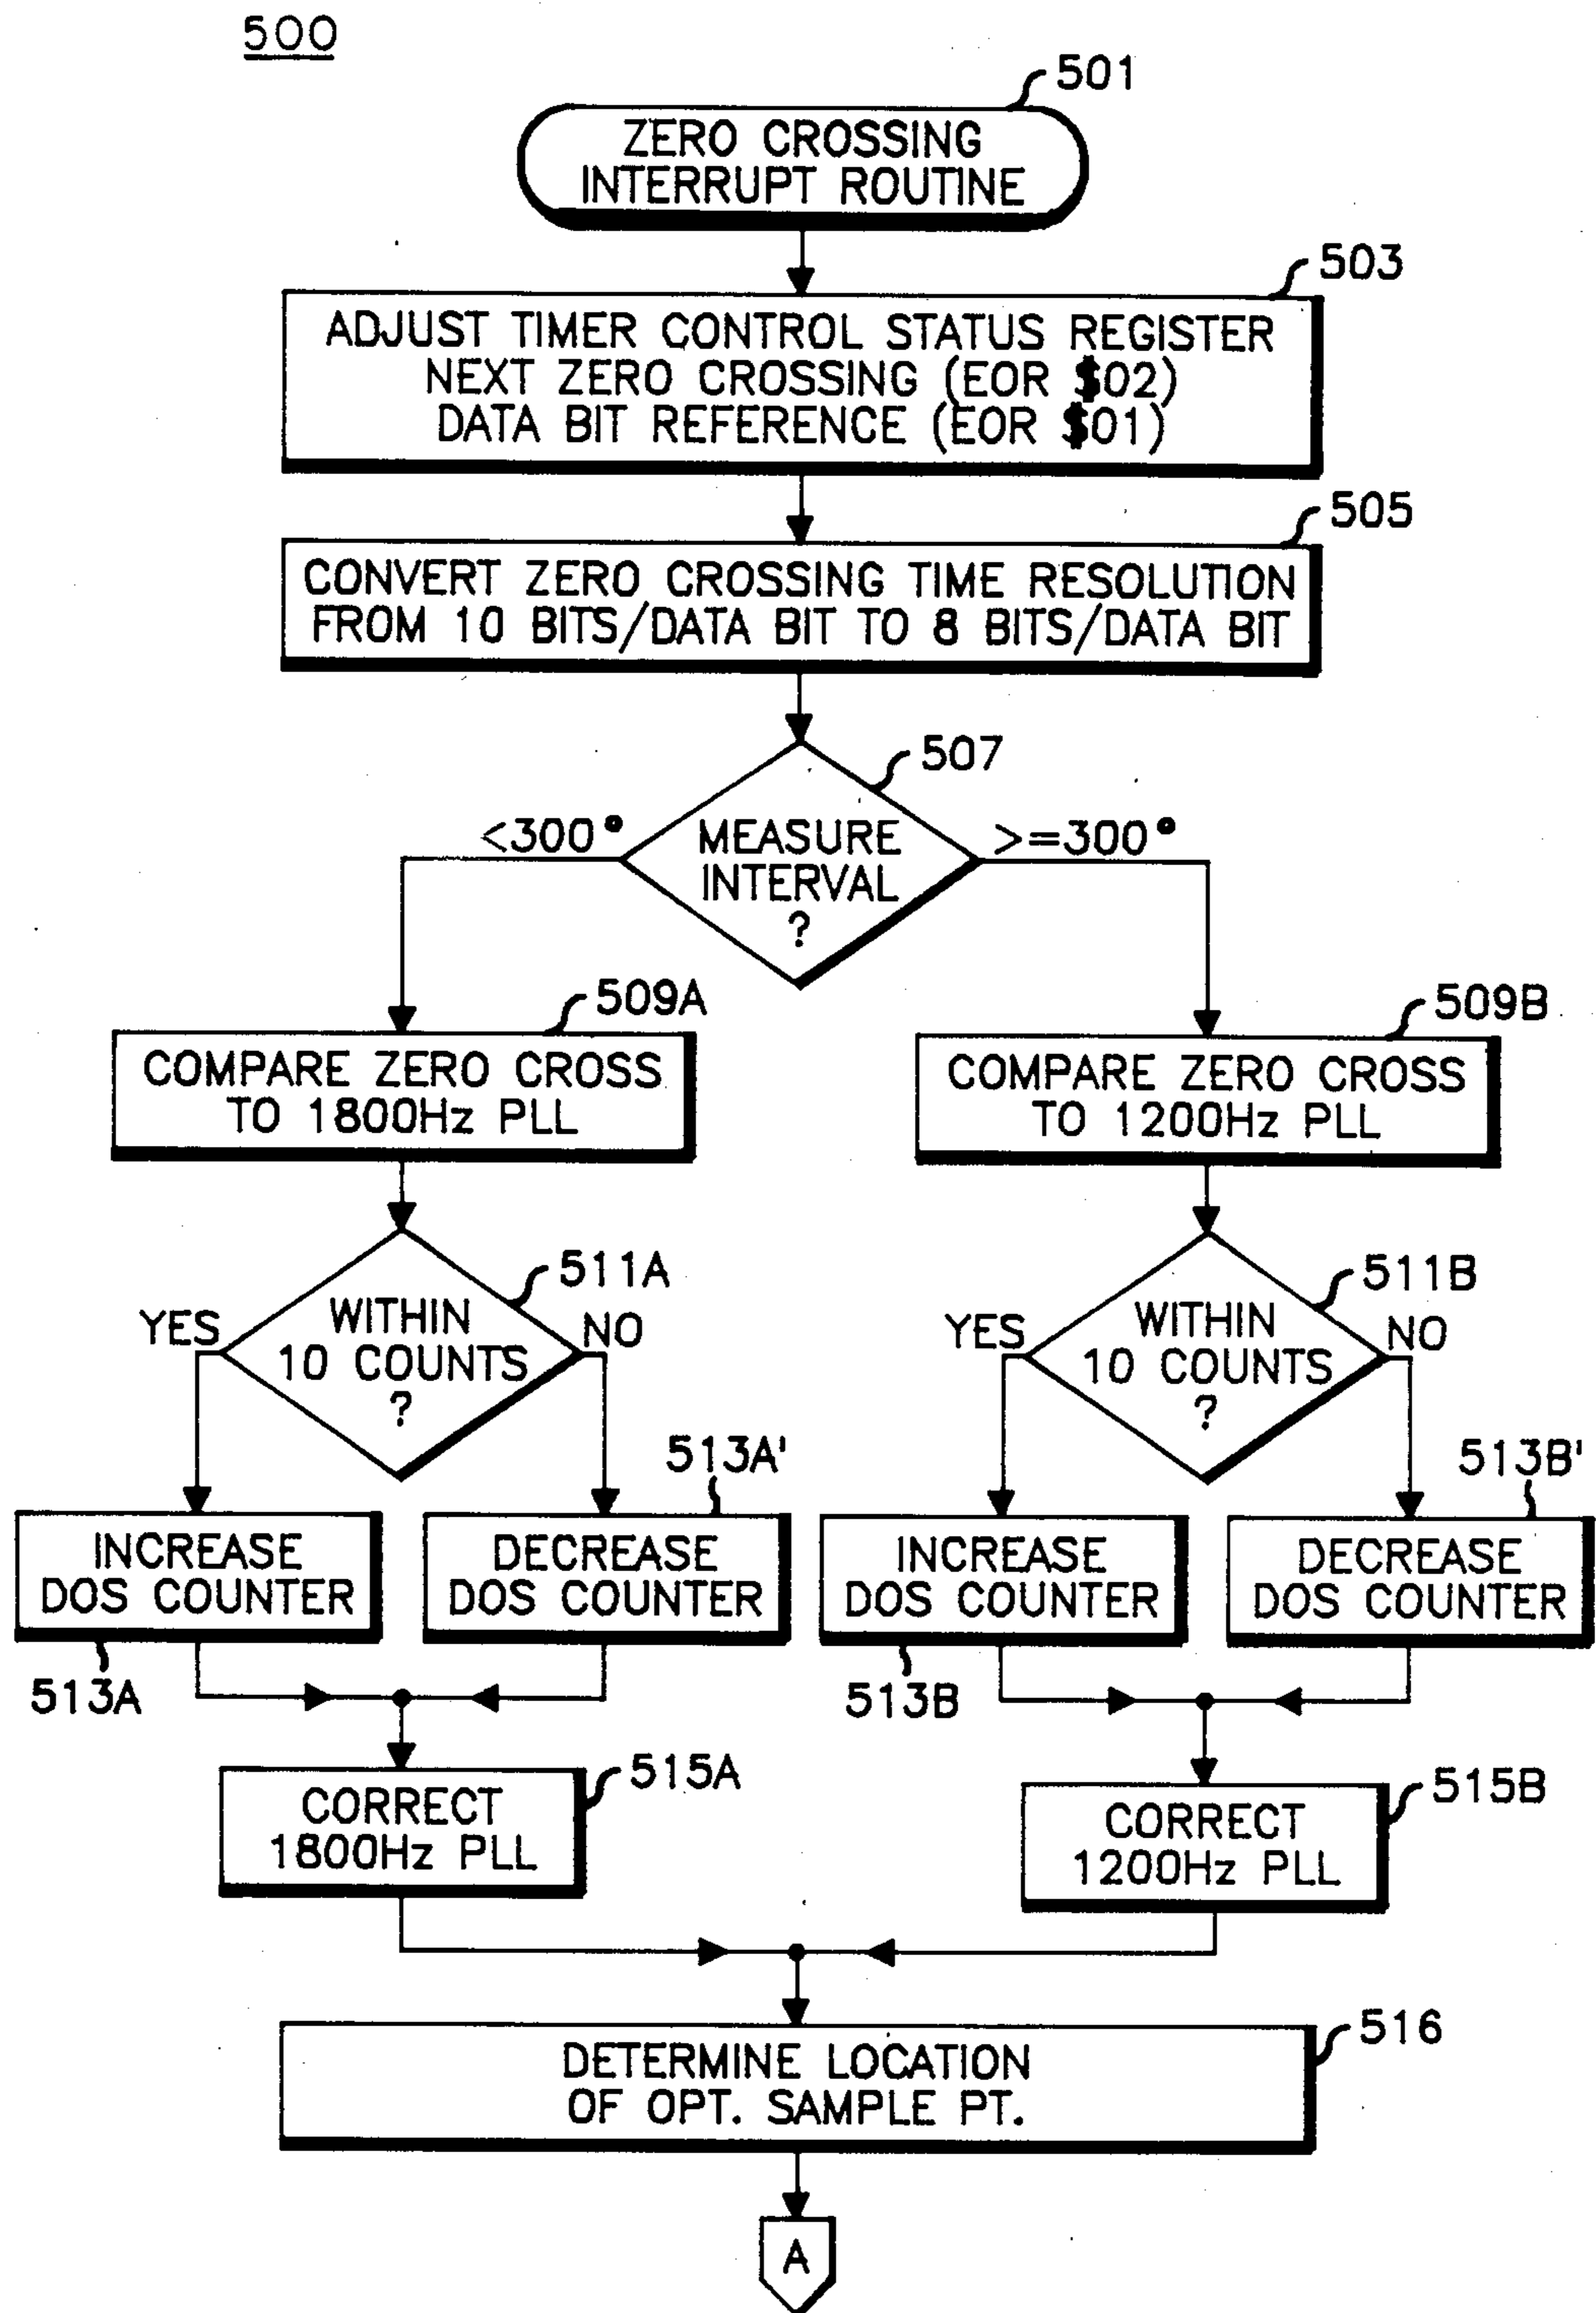 500
501
ZERO CROSSING
INTERRUPT ROUTINE
503
ADJUST TIMER CONTROL STATUS REGISTER
NEXT ZERO CROSSING (EOR $02)
DATA BIT REFERENCE (EOR $01)
505
CONVERT ZERO CROSSING TIME RESOLUTION
FROM 10 BITS/DATA BIT TO 8 BITS/DATA BIT
507
<300°
MEASURE
INTERVAL
?
>=300°
509A
COMPARE ZERO CROSS
TO 1800Hz PLL
509B
COMPARE ZERO CROSS
TO 1200Hz PLL
511A
YES
WITHIN
10 COUNTS
?
NO
511B
YES
WITHIN
10 COUNTS
?
NO
513A'
513B'
INCREASE
DOS COUNTER
513A
DECREASE
DOS COUNTER
INCREASE
DOS COUNTER
513B
DECREASE
DOS COUNTER
515A
CORRECT
1800Hz PLL
515B
CORRECT
1200Hz PLL
516
DETERMINE LOCATION
OF OPT. SAMPLE PT.
A